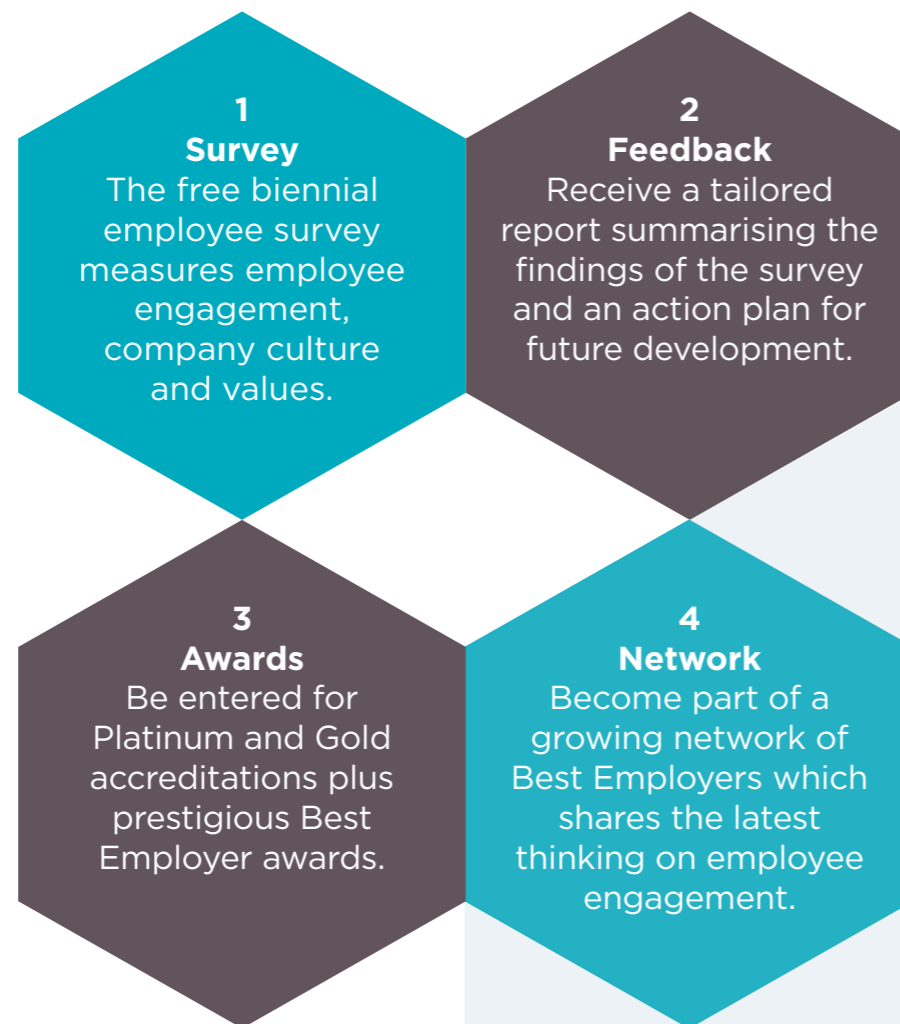 1
Survey
The free biennial
employee survey
measures employee
engagement,
company culture
and values.
2
Feedback
Receive a tailored
report summarising the
findings of the survey
and an action plan for
future development.
3
Awards
Be entered for
Platinum and Gold
accreditations plus
prestigious Best
Employer awards.
4
Network
Become part of a
growing network of
Best Employers which
shares the latest
thinking on employee
engagement.